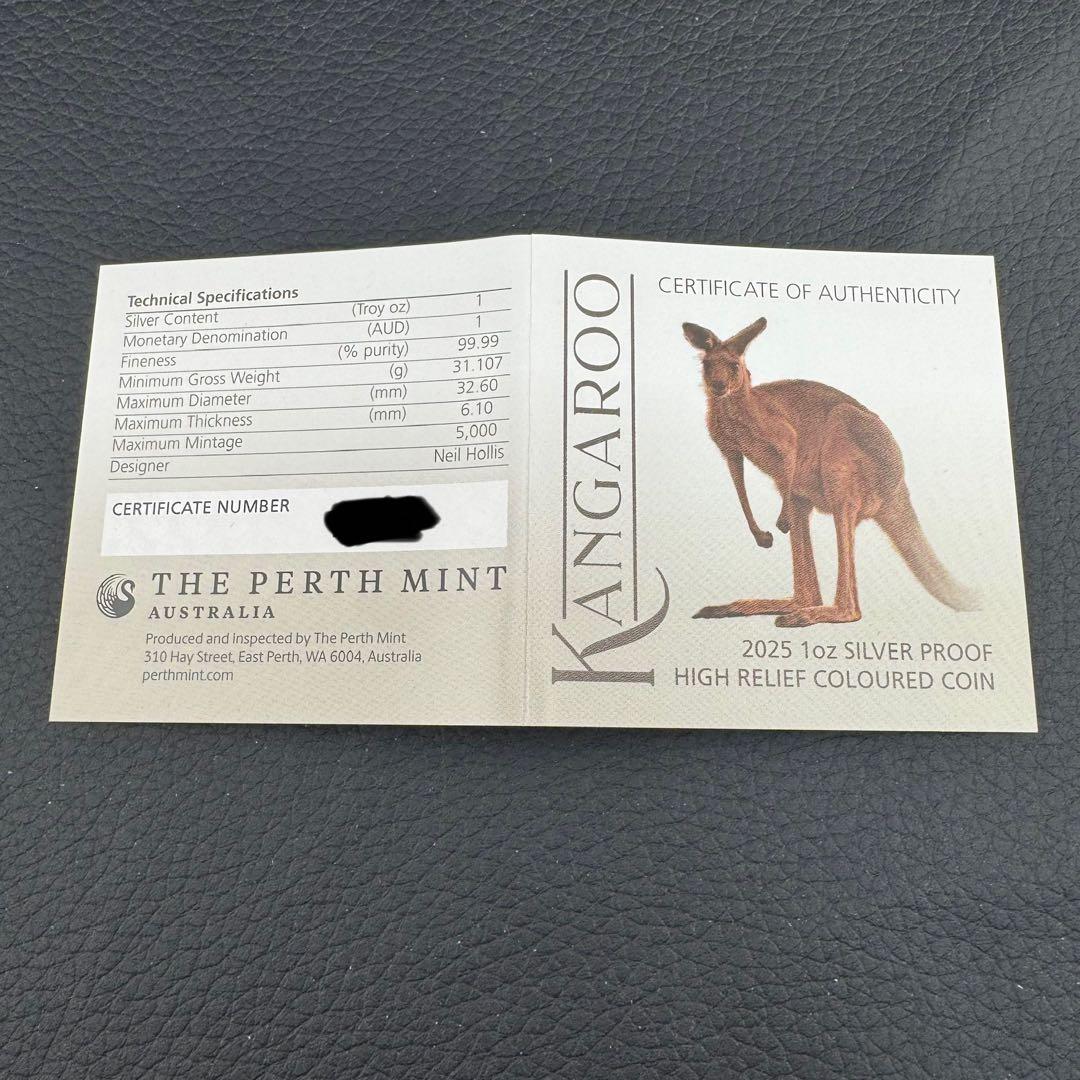 Technical Specifications
Silver Content (Troy oz) 1
Monetary Denomination (AUD) 1
Fineness (% purity) 99.99
Minimum Gross Weight (g) 31.107
Maximum Diameter (mm) 32.60
Maximum Thickness (mm) 6.10
Maximum Mintage 5,000
Designer Neil Hollis
CERTIFICATE NUMBER
THE PERTH MINT
AUSTRALIA
Produced and inspected by The Perth Mint
310 Hay Street, East Perth, WA 6004, Australia
perthmint.com
KANGAROO
CERTIFICATE OF AUTHENTICITY
2025 1oz SILVER PROOF
HIGH RELIEF COLOURED COIN